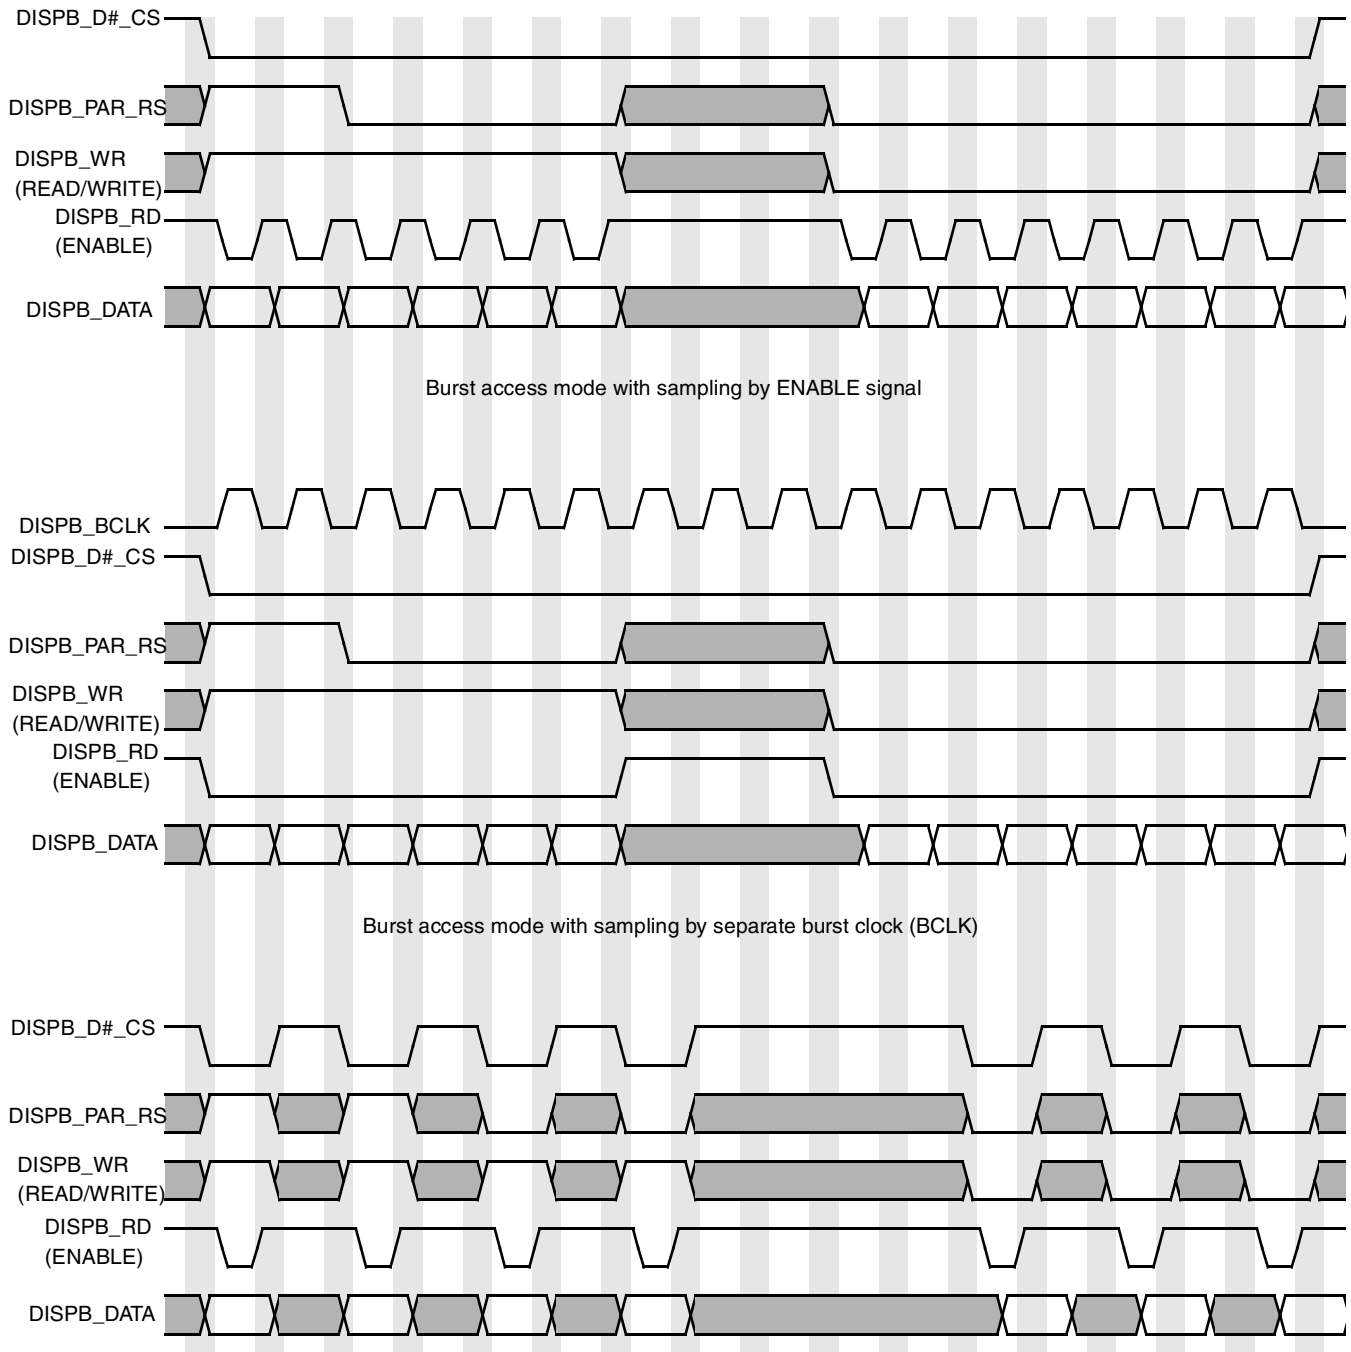 DISPB_D#_CS
DISPB_PAR_RS
DISPB_WR
(READ/WRITE)
DISPB_RD
(ENABLE)
DISPB_DATA
Burst access mode with sampling by ENABLE signal
DISPB_BCLK
DISPB_D#_CS
DISPB_PAR_RS
DISPB_WR
(READ/WRITE)
DISPB_RD
(ENABLE)
DISPB_DATA
Burst access mode with sampling by separate burst clock (BCLK)
DISPB_D#_CS
DISPB_PAR_RS
DISPB_WR
(READ/WRITE)
DISPB_RD
(ENABLE)
DISPB_DATA